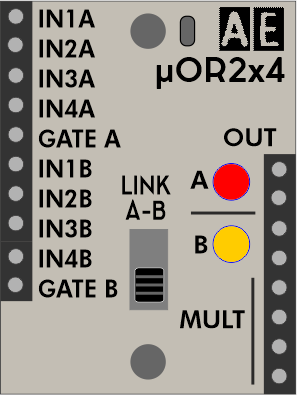 IN1A
IN2A
IN3A
IN4A
GATE A
IN1B
IN2B
IN3B
IN4B
GATE B
AE
µOR2x4
OUT
LINK
A-B
A
B
MULT